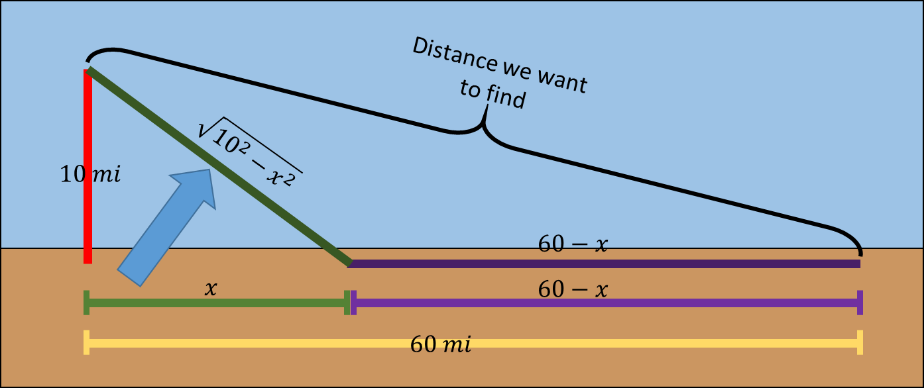 Distance we want
to find
√10² − x²
10 mi
60 − x
x
60 − x
60 mi